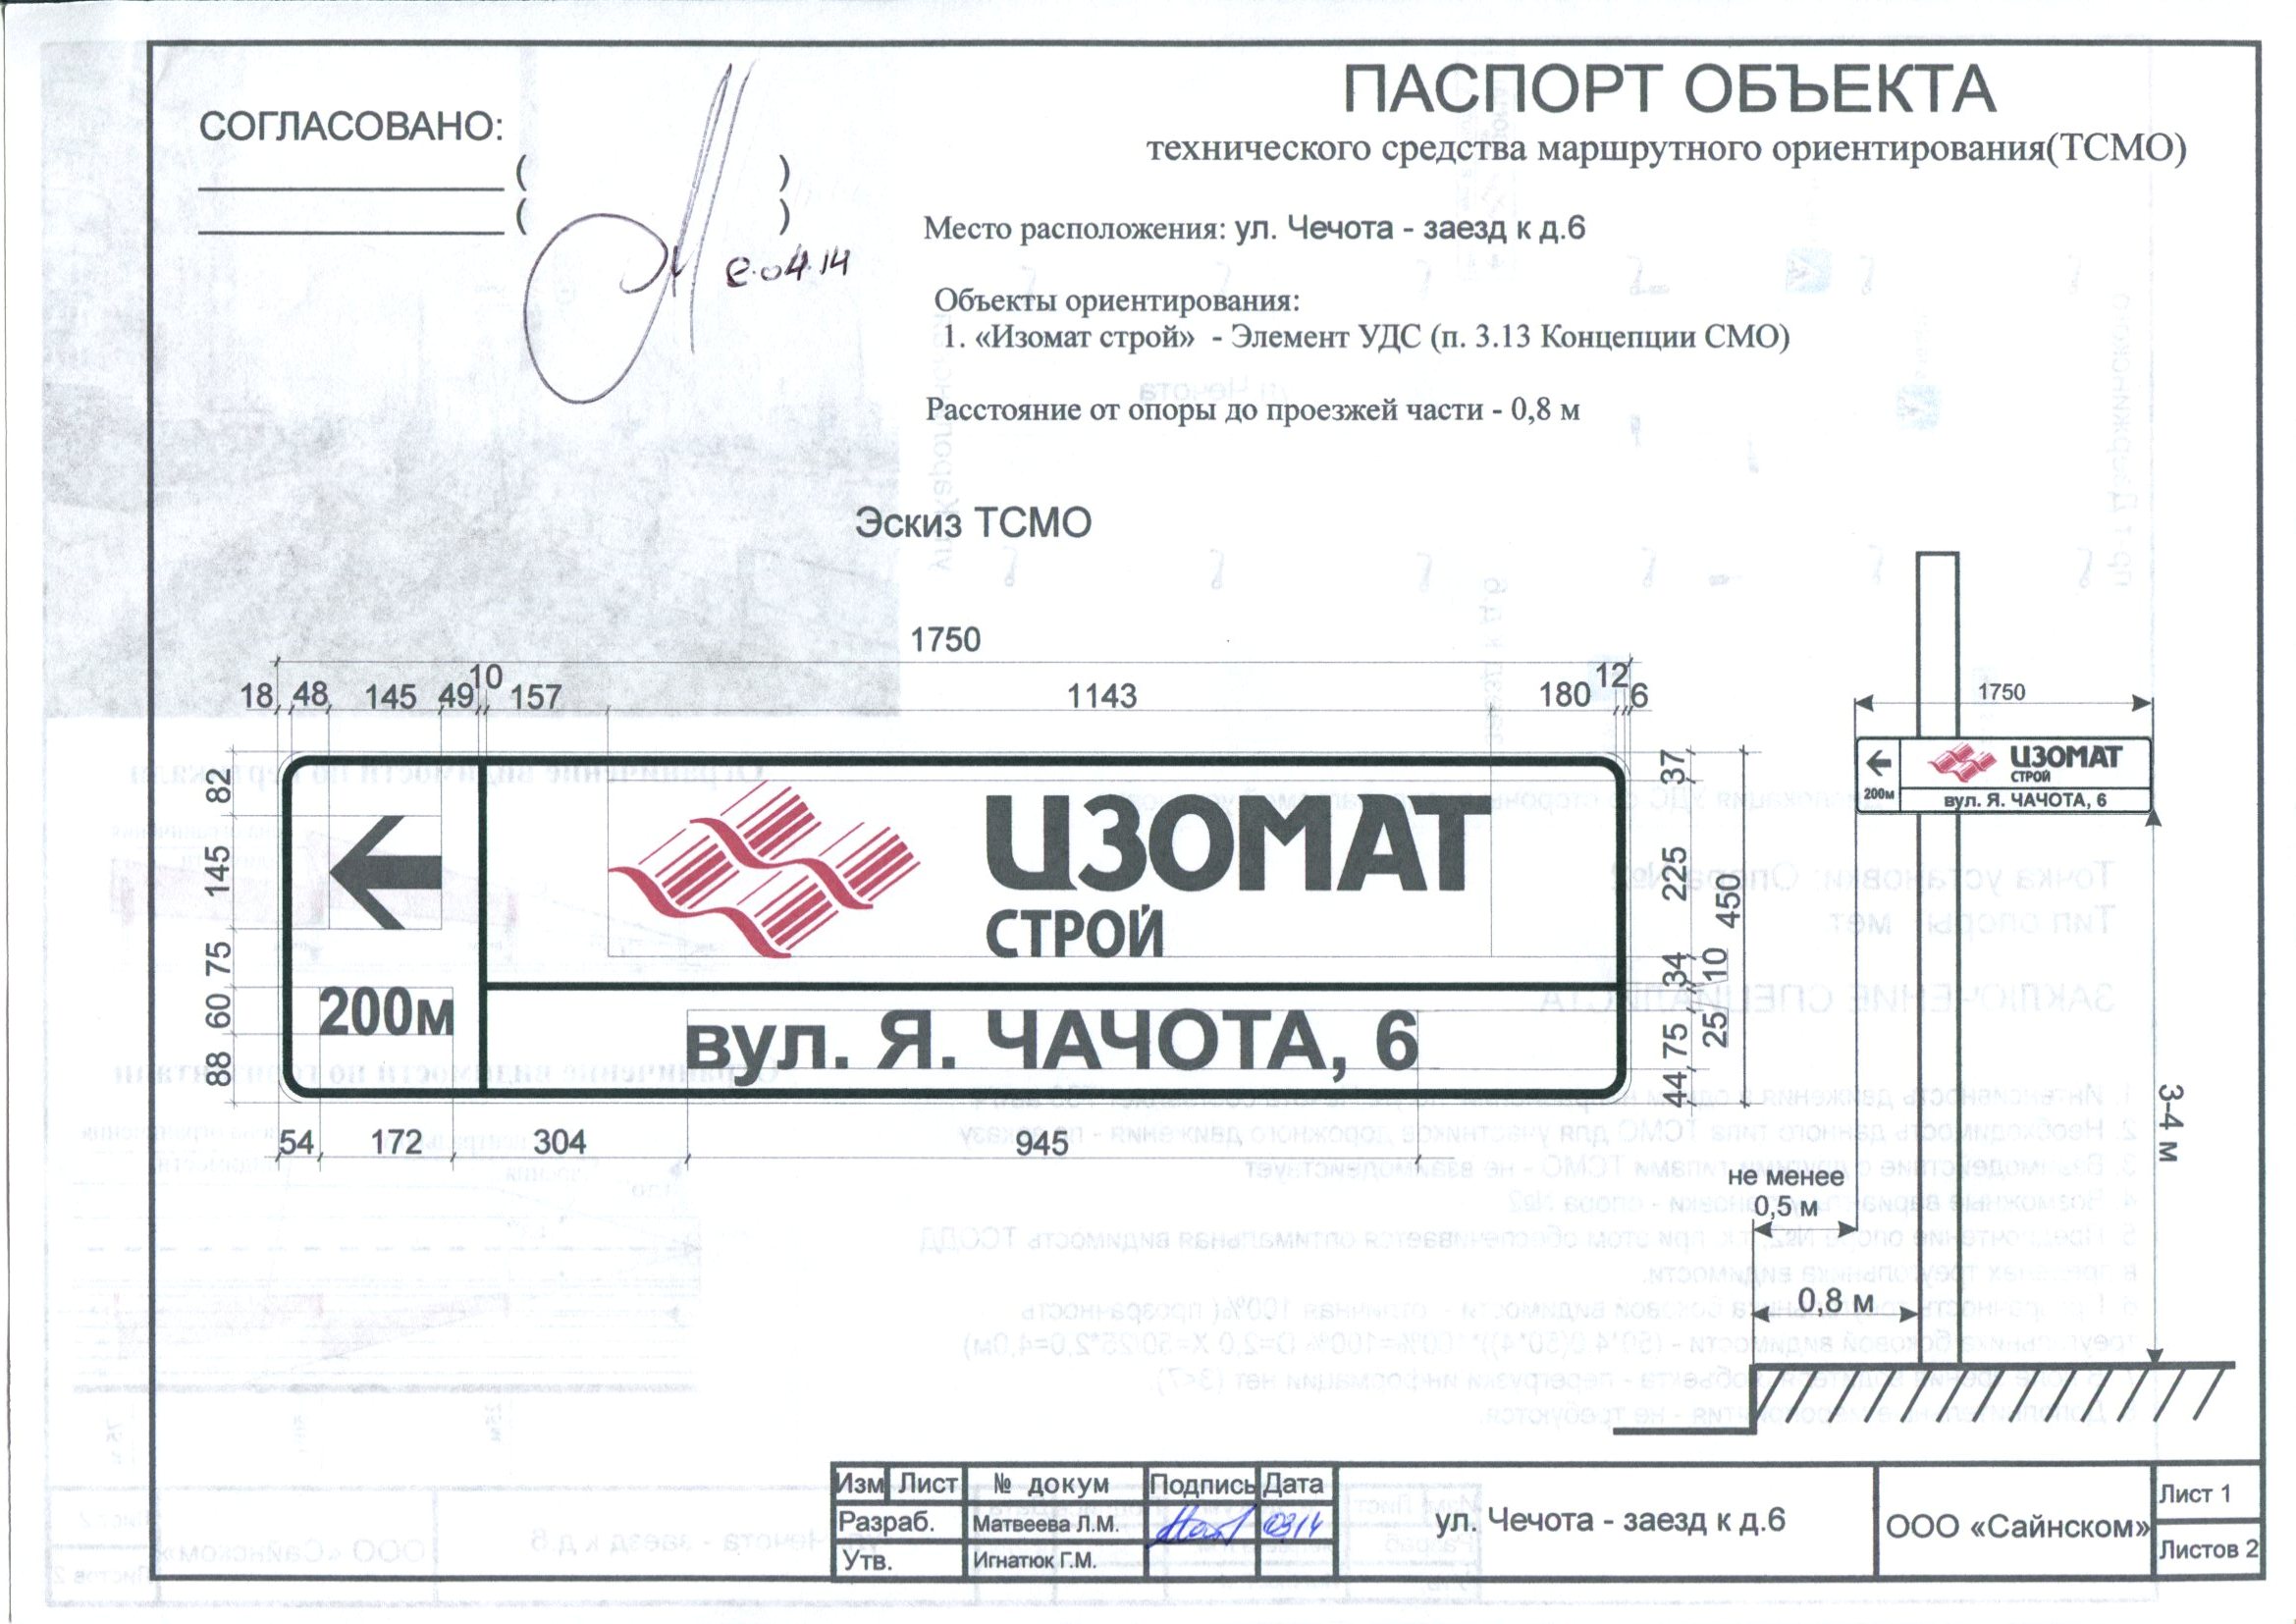 СОГЛАСОВАНО:
( )
( )
04.14
ПАСПОРТ ОБЪЕКТА
технического средства маршрутного ориентирования(ТСМО)
Место расположения: ул. Чечота - заезд к д.6
Объекты ориентирования:
1. «Изомат строй» - Элемент УДС (п. 3.13 Концепции СМО)
Расстояние от опоры до проезжей части - 0,8 м
Эскиз ТСМО
1750
18 48 145 49 10 157 1143 180 12 6
82 145 75 60 88
200м
ИЗОМАТ
СТРОЙ
вул. Я. ЧАЧОТА, 6
37 225 34 10 25 75 44 450
54 172 304 945
1750
200м
ИЗОМАТ
СТРОЙ
вул. Я. ЧАЧОТА, 6
3-4 м
не менее
0,5 м
0,8 м
Изм Лист № докум Подпись Дата
Разраб. Матвеева Л.М. 0314
Утв. Игнатюк Г.М.
ул. Чечота - заезд к д.6
ООО «Сайнском»
Лист 1
Листов 2